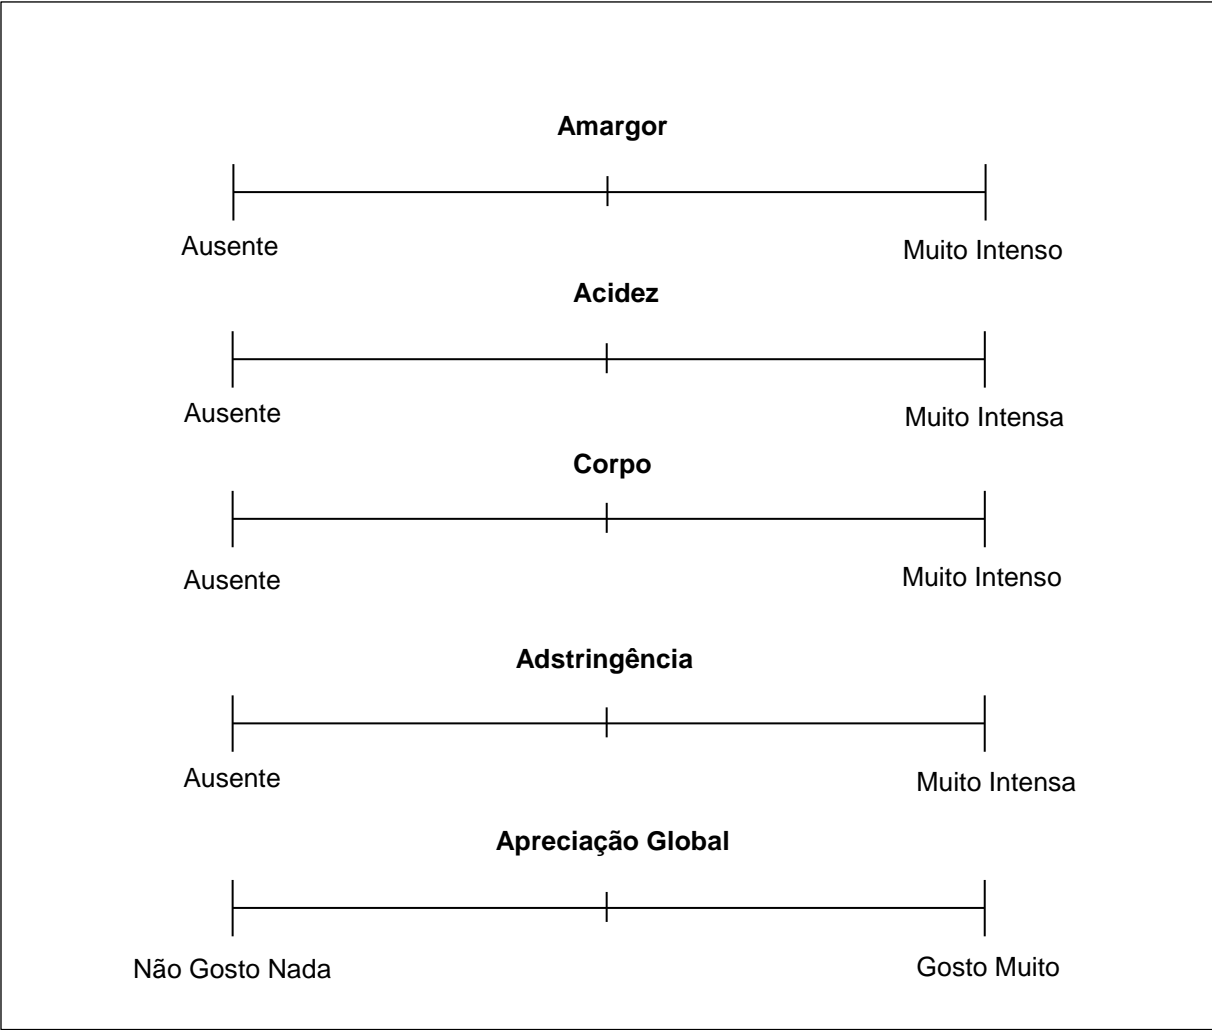 Amargor
Ausente
Muito Intenso
Acidez
Ausente
Muito Intensa
Corpo
Ausente
Muito Intenso
Adstringência
Ausente
Muito Intensa
Apreciação Global
Não Gosto Nada
Gosto Muito